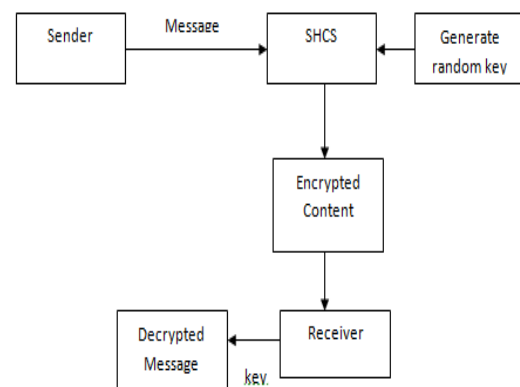 Sender
Message
SHCS
Generate
random key
Encrypted
Content
Decrypted
Message
Receiver
key.